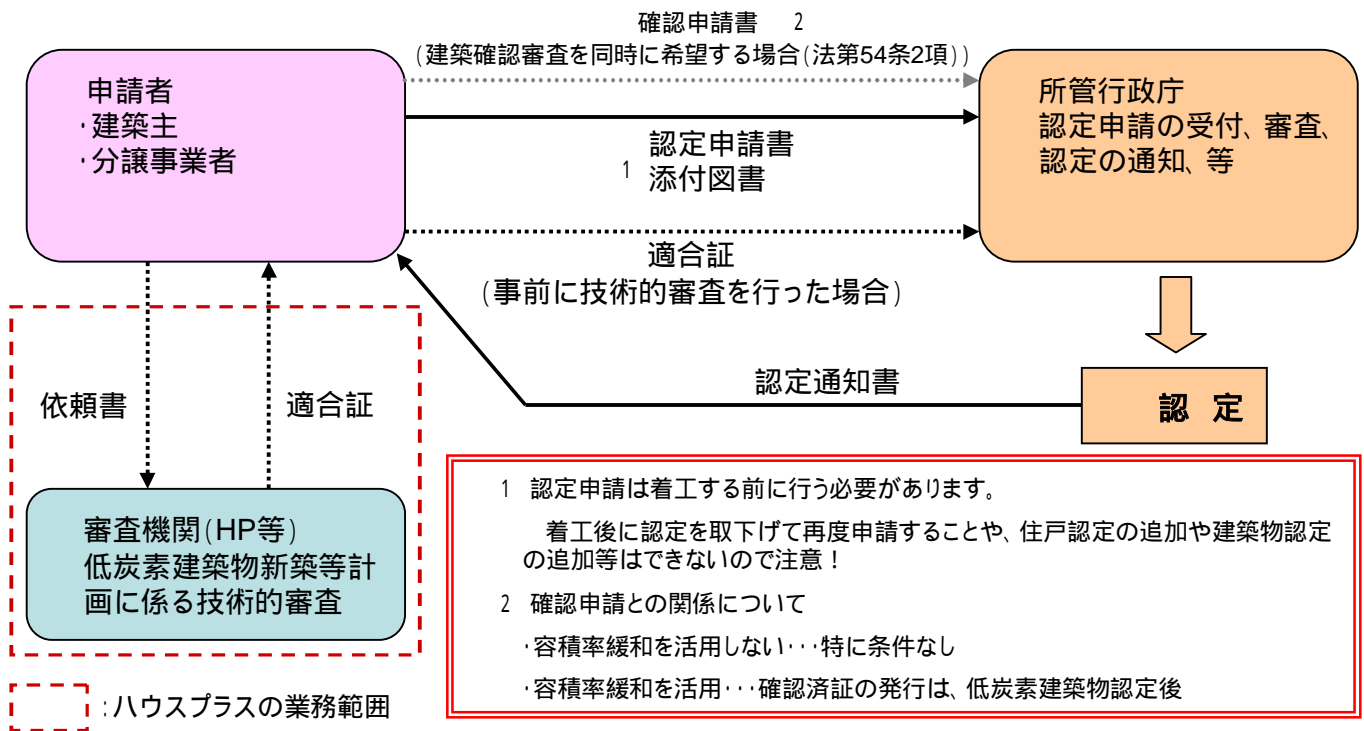 確認申請書 2
(建築確認審査を同時に希望する場合(法第54条2項))
申請者
・建築主
・分譲事業者
所管行政庁
認定申請の受付、審査、
認定の通知、等
認定申請書
1 添付図書
適合証
(事前に技術的審査を行った場合)
認定通知書
認 定
依頼書
適合証
審査機関(HP等)
低炭素建築物新築等計
画に係る技術的審査
:ハウスプラスの業務範囲
1 認定申請は着工する前に行う必要があります。
着工後に認定を取下げて再度申請することや、住戸認定の追加や建築物認定
の追加等はできないので注意!
2 確認申請との関係について
・容積率緩和を活用しない・・・特に条件なし
・容積率緩和を活用・・・確認済証の発行は、低炭素建築物認定後